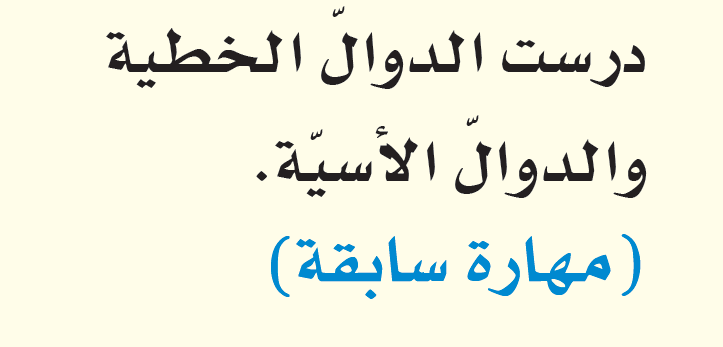 درست الدوالّ الخطية
والدوالّ الأسيّة.
(مهارة سابقة)